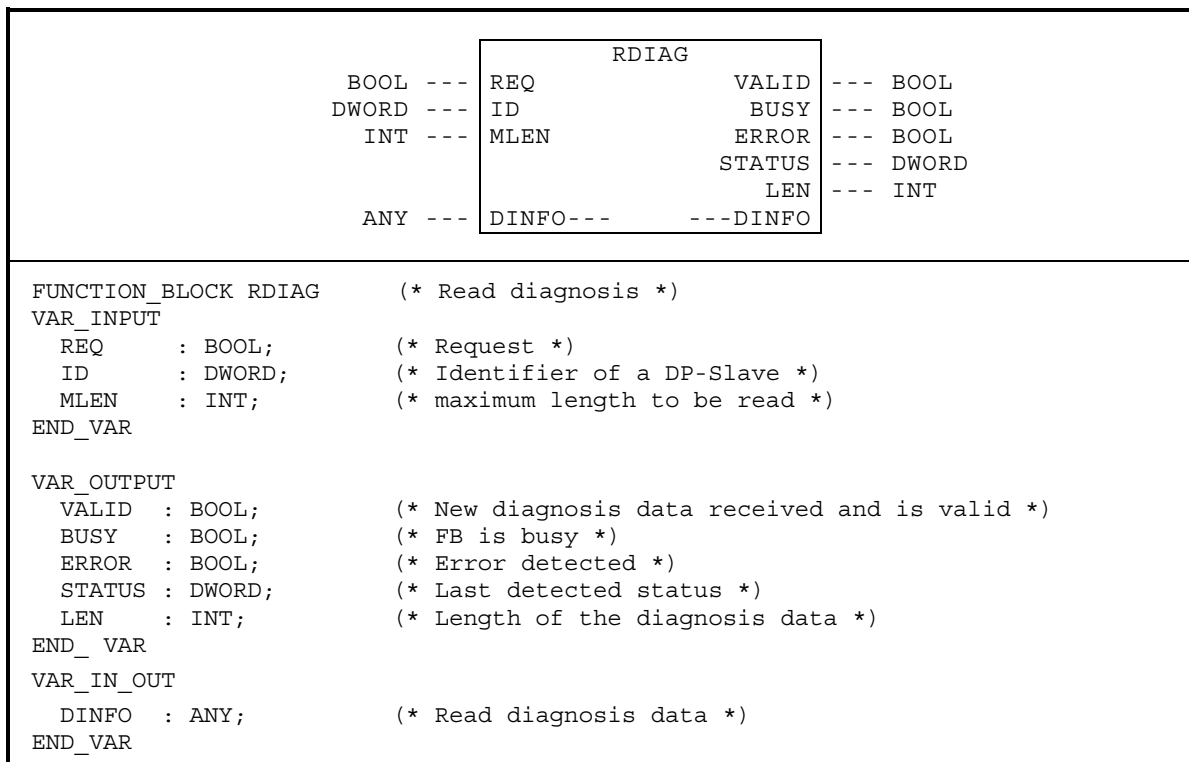 RDIAG
BOOL --- REQ VALID --- BOOL
DWORD --- ID BUSY --- BOOL
INT --- MLEN ERROR --- BOOL
STATUS --- DWORD
LEN --- INT
ANY --- DINFO--- ---DINFO
FUNCTION_BLOCK RDIAG (* Read diagnosis *)
VAR_INPUT
REQ : BOOL; (* Request *)
ID : DWORD; (* Identifier of a DP-Slave *)
MLEN : INT; (* maximum length to be read *)
END_VAR
VAR_OUTPUT
VALID : BOOL; (* New diagnosis data received and is valid *)
BUSY : BOOL; (* FB is busy *)
ERROR : BOOL; (* Error detected *)
STATUS : DWORD; (* Last detected status *)
LEN : INT; (* Length of the diagnosis data *)
END_ VAR
VAR_IN_OUT
DINFO : ANY; (* Read diagnosis data *)
END_VAR